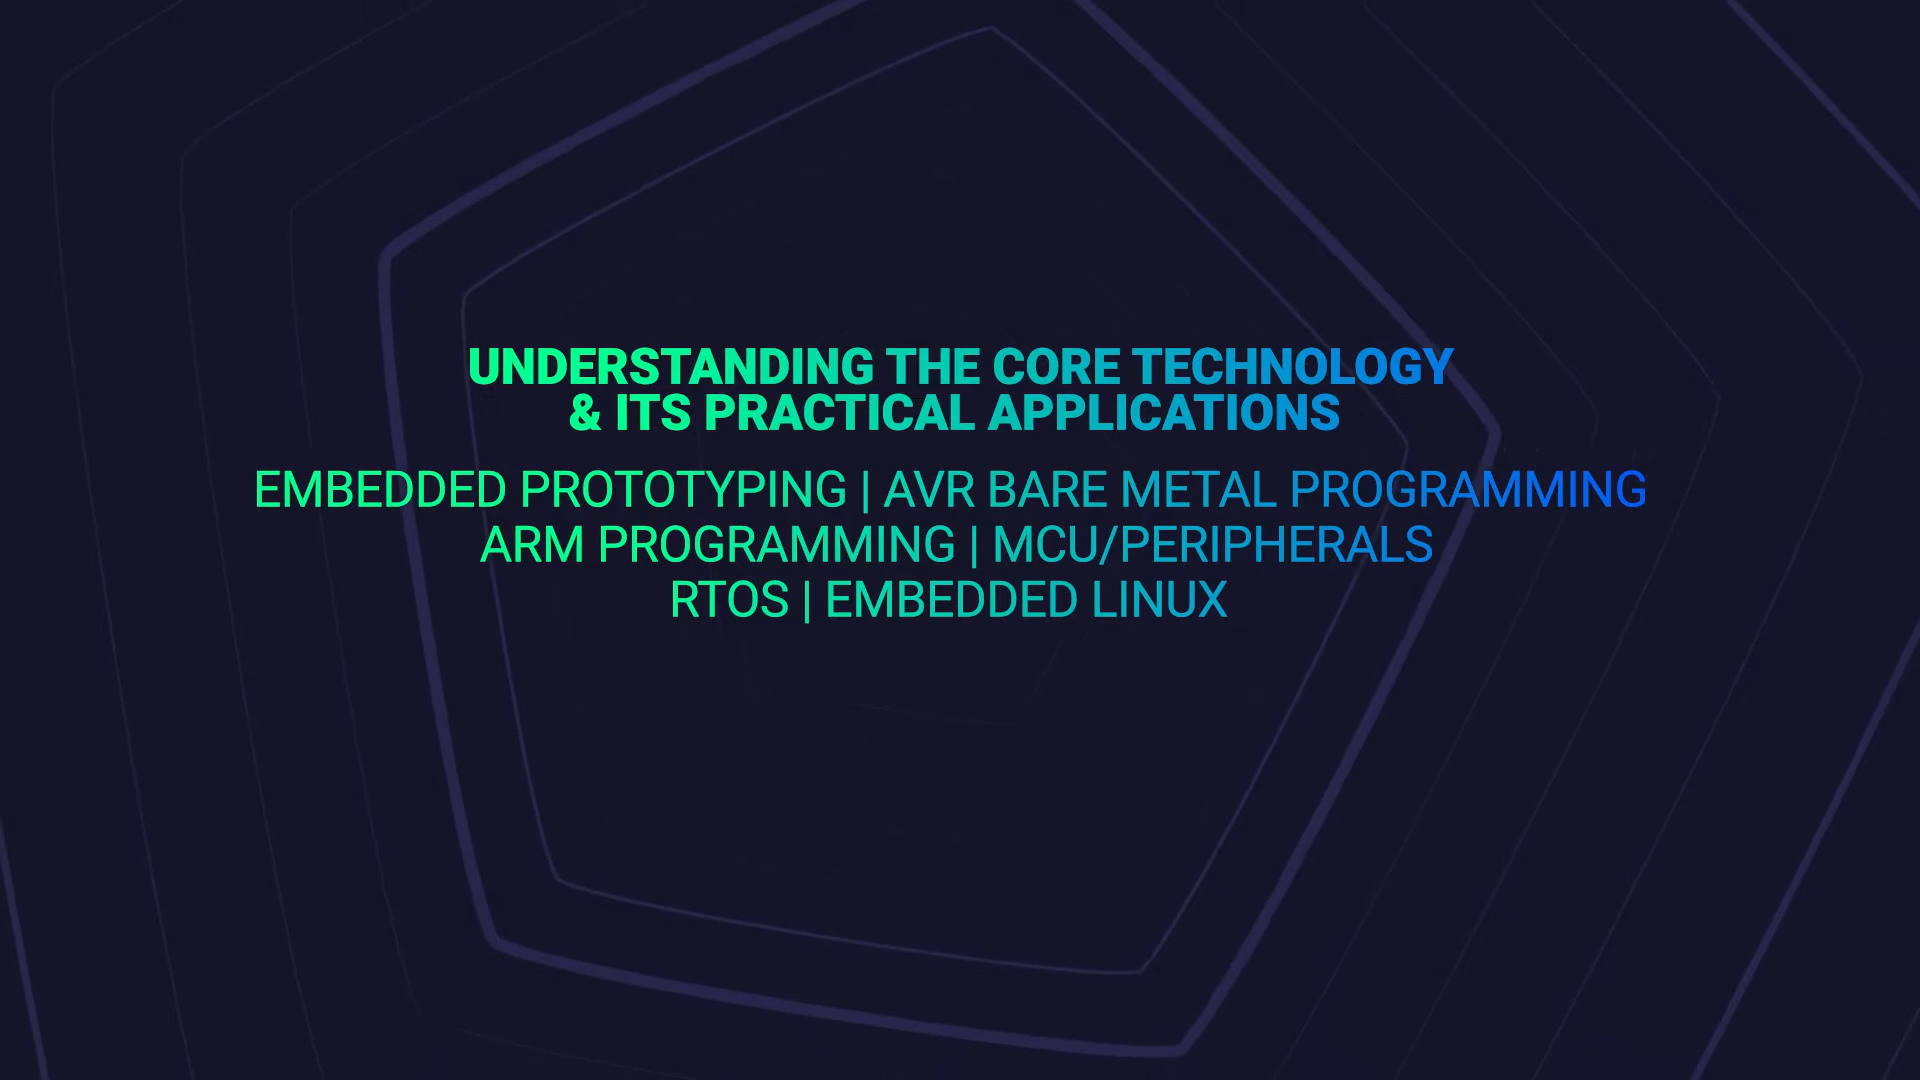 UNDERSTANDING THE CORE TECHNOLOGY
& ITS PRACTICAL APPLICATIONS
EMBEDDED PROTOTYPING | AVR BARE METAL PROGRAMMING
ARM PROGRAMMING | MCU/PERIPHERALS
RTOS | EMBEDDED LINUX